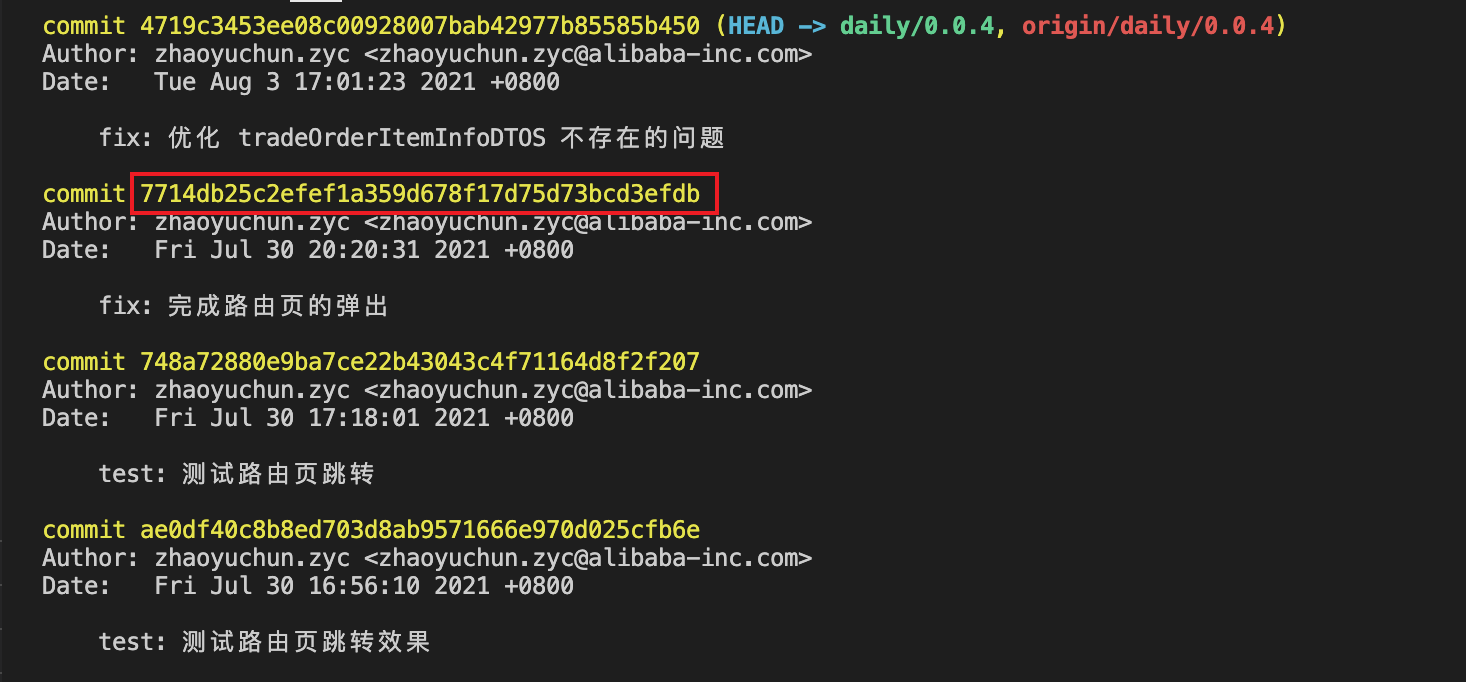 commit 4719c3453ee08c00928007bab42977b85585b450 (HEAD -> daily/0.0.4, origin/daily/0.0.4)
Author: zhaoyuchun.zyc <zhaoyuchun.zyc@alibaba-inc.com>
Date:   Tue Aug 3 17:01:23 2021 +0800
fix: 优化 tradeOrderItemInfoDTOS 不存在的问题
commit 7714db25c2efef1a359d678f17d75d73bcd3efdb
Author: zhaoyuchun.zyc <zhaoyuchun.zyc@alibaba-inc.com>
Date:   Fri Jul 30 20:20:31 2021 +0800
fix: 完成路由页的弹出
commit 748a72880e9ba7ce22b43043c4f71164d8f2f207
Author: zhaoyuchun.zyc <zhaoyuchun.zyc@alibaba-inc.com>
Date:   Fri Jul 30 17:18:01 2021 +0800
test: 测试路由页跳转
commit ae0df40c8b8ed703d8ab9571666e970d025cfb6e
Author: zhaoyuchun.zyc <zhaoyuchun.zyc@alibaba-inc.com>
Date:   Fri Jul 30 16:56:10 2021 +0800
test: 测试路由页跳转效果